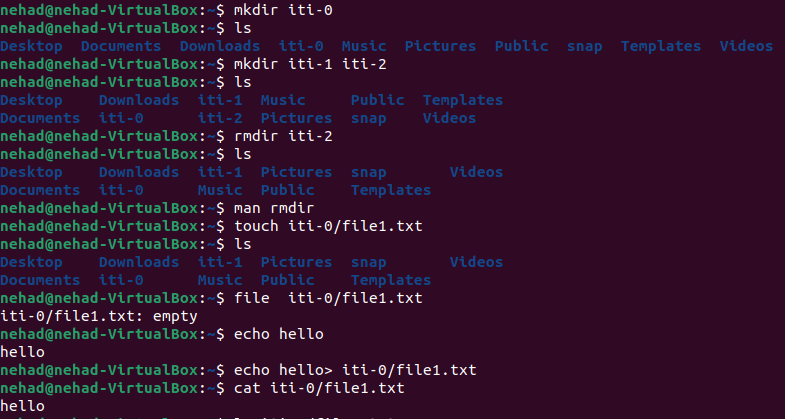 nehad@nehad-VirtualBox:~$ mkdir iti-0
nehad@nehad-VirtualBox:~$ ls
Desktop  Documents  Downloads  iti-0  Music  Pictures  Public  snap  Templates  Videos
nehad@nehad-VirtualBox:~$ mkdir iti-1 iti-2
nehad@nehad-VirtualBox:~$ ls
Desktop    Downloads  iti-1  Music     Public  Templates
Documents  iti-0      iti-2  Pictures  snap    Videos
nehad@nehad-VirtualBox:~$ rmdir iti-2
nehad@nehad-VirtualBox:~$ ls
Desktop    Downloads  iti-1  Pictures  snap       Videos
Documents  iti-0      Music  Public    Templates
nehad@nehad-VirtualBox:~$ man rmdir
nehad@nehad-VirtualBox:~$ touch iti-0/file1.txt
nehad@nehad-VirtualBox:~$ ls
Desktop    Downloads  iti-1  Pictures  snap       Videos
Documents  iti-0      Music  Public    Templates
nehad@nehad-VirtualBox:~$ file  iti-0/file1.txt
iti-0/file1.txt: empty
nehad@nehad-VirtualBox:~$ echo hello
hello
nehad@nehad-VirtualBox:~$ echo hello> iti-0/file1.txt
nehad@nehad-VirtualBox:~$ cat iti-0/file1.txt
hello
nehad@nehad-VirtualBox:~$